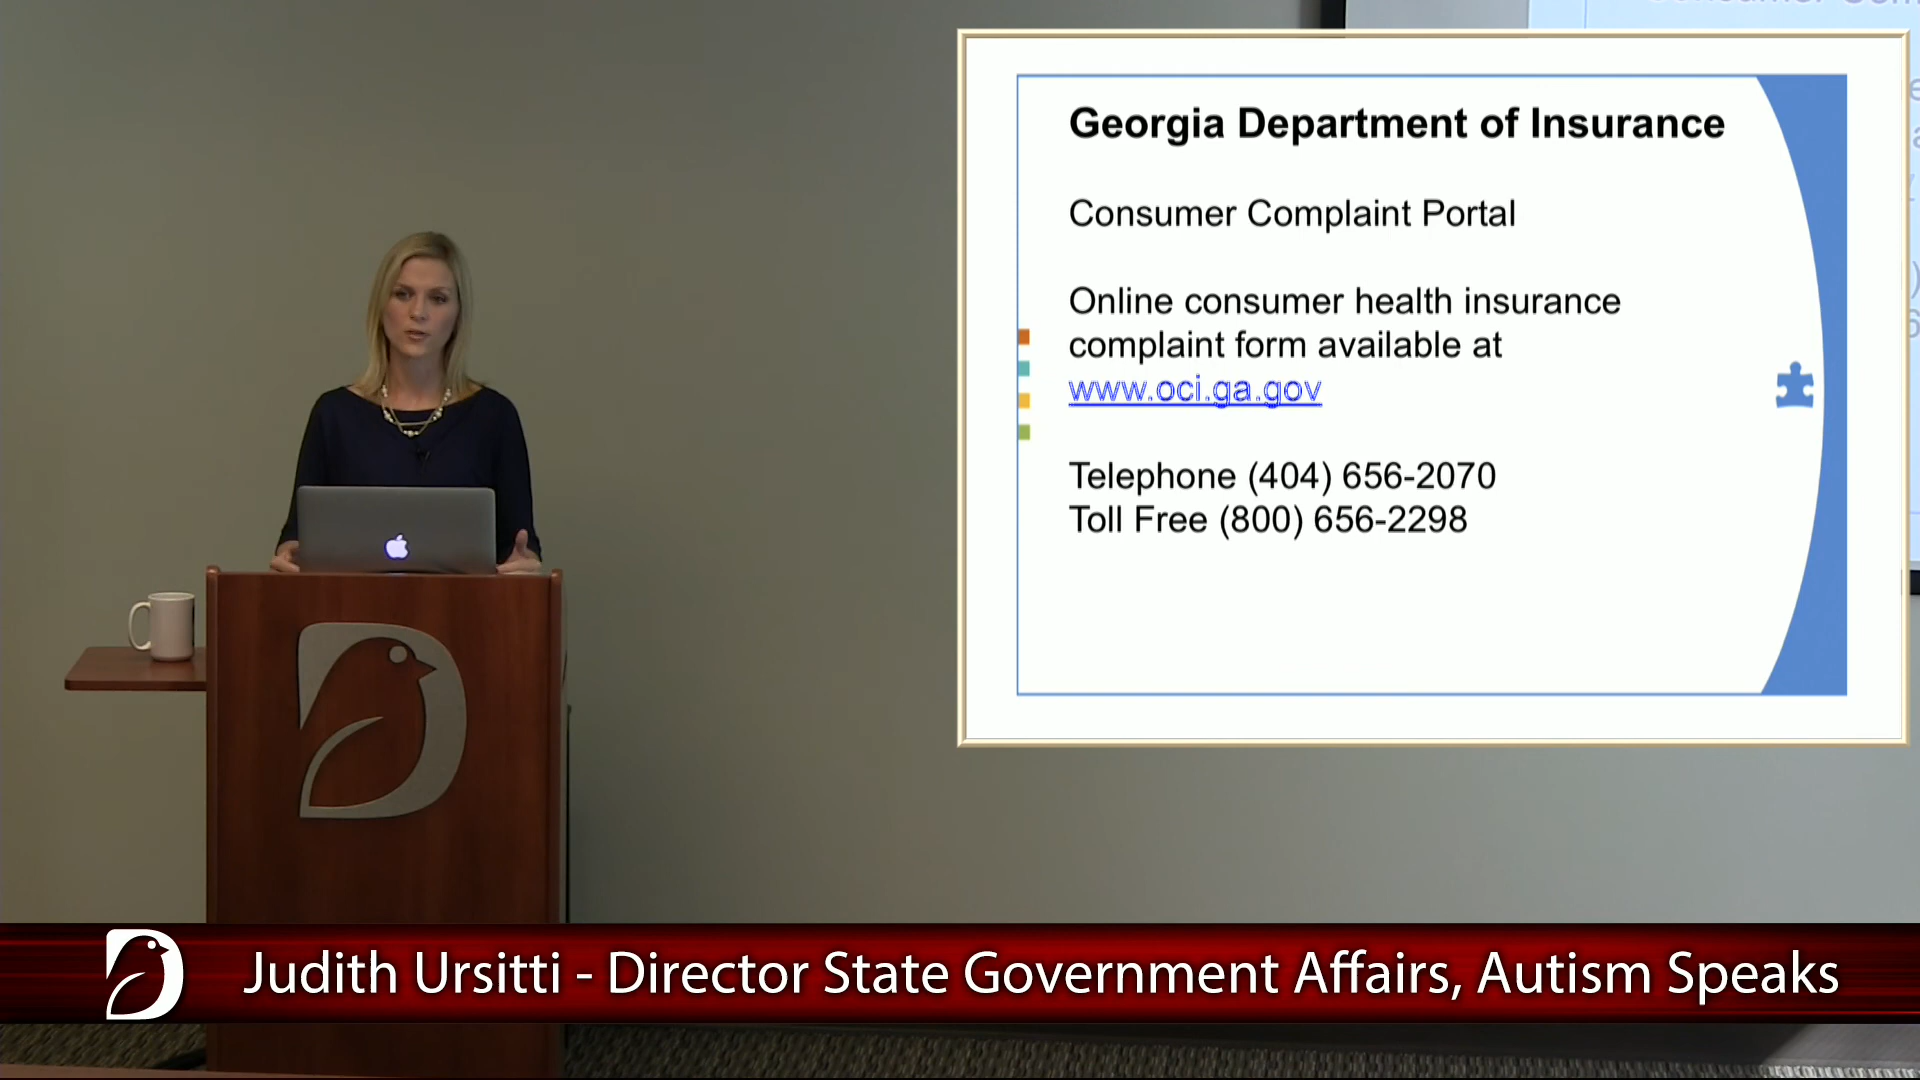 Georgia Department of Insurance
Consumer Complaint Portal
Online consumer health insurance
complaint form available at
www.oci.ga.gov
Telephone (404) 656-2070
Toll Free (800) 656-2298
Judith Ursitti - Director State Government Affairs, Autism Speaks